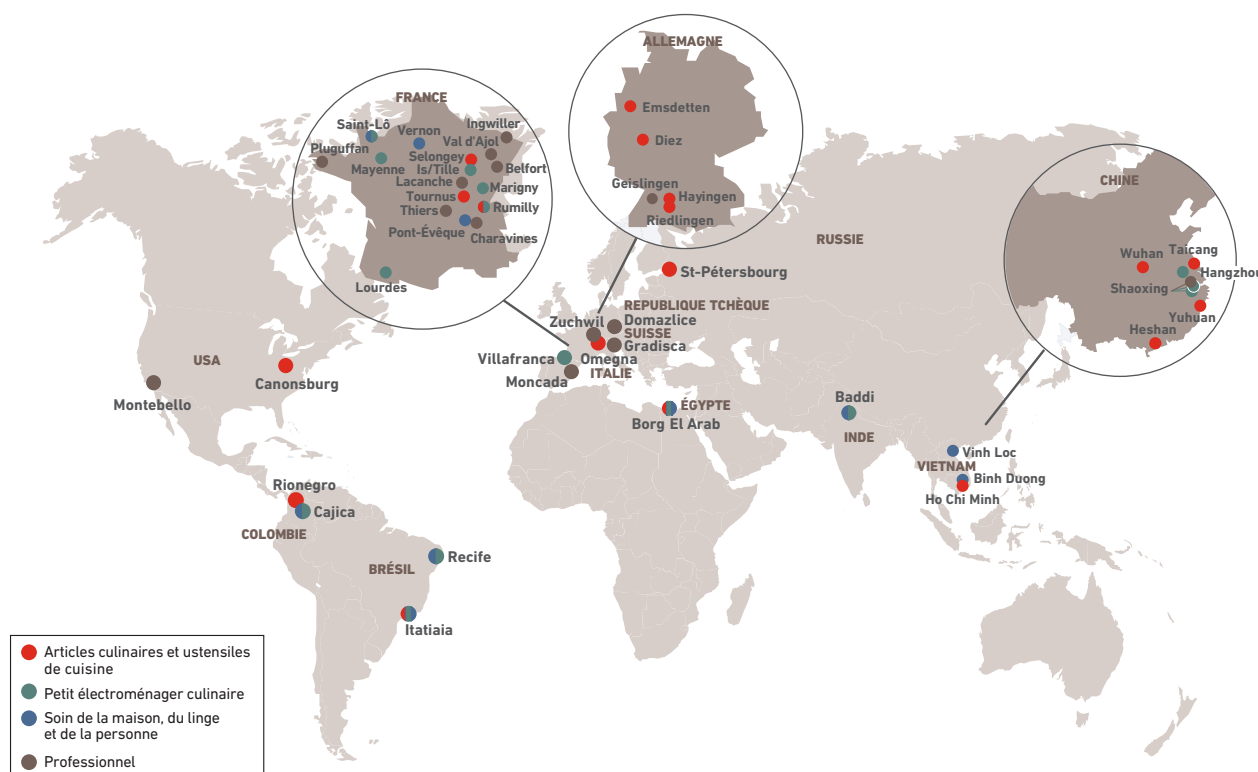 ALLEMAGNE
Emsdetten
Diez
Geislingen
Hayingen
Riedlingen
FRANCE
Saint-Lô
Vernon
Ingwiller
Pluguffan
Val d'Ajol
Mayenne
Selongey
Is/Tille
Belfort
Lacanche
Marigny
Tournus
Thiers
Rumilly
Pont-Évêque
Charavines
Lourdes
CHINE
Wuhan
Taicang
Hangzhou
Shaoxing
Yuhuan
Heshan
RUSSIE
St-Pétersbourg
REPUBLIQUE TCHÈQUE
Zuchwil
Domazlice
SUISSE
Villafranca
Omegna
Gradisca
ITALIE
Moncada
USA
Canonsburg
Montebello
ÉGYPTE
Borg El Arab
Baddi
INDE
Vinh Loc
VIETNAM
Binh Duong
Ho Chi Minh
Rionegro
Cajica
COLOMBIE
Recife
BRÉSIL
Itatiaia
Articles culinaires et ustensiles
de cuisine
Petit électroménager culinaire
Soin de la maison, du linge
et de la personne
Professionnel